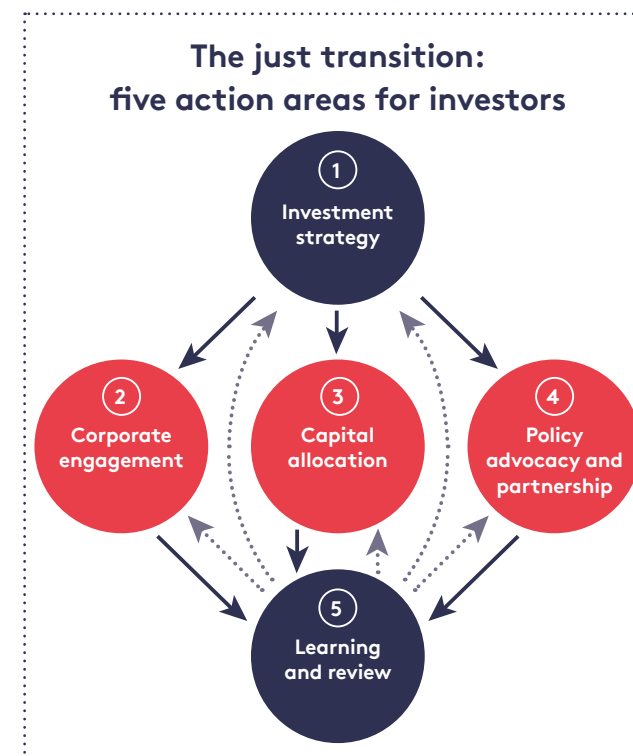 The just transition:
five action areas for investors
1
Investment
strategy
2
Corporate
engagement
3
Capital
allocation
4
Policy
advocacy and
partnership
5
Learning
and review